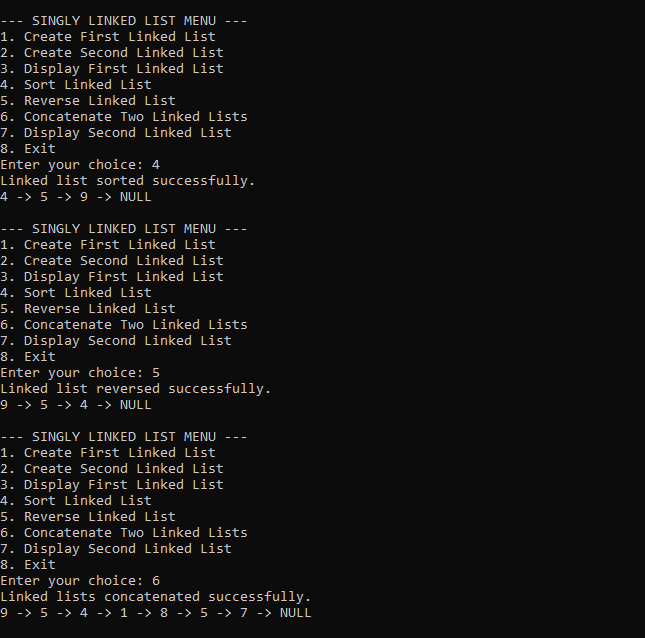 --- SINGLY LINKED LIST MENU ---
1. Create First Linked List
2. Create Second Linked List
3. Display First Linked List
4. Sort Linked List
5. Reverse Linked List
6. Concatenate Two Linked Lists
7. Display Second Linked List
8. Exit
Enter your choice: 4
Linked list sorted successfully.
4 -> 5 -> 9 -> NULL

--- SINGLY LINKED LIST MENU ---
1. Create First Linked List
2. Create Second Linked List
3. Display First Linked List
4. Sort Linked List
5. Reverse Linked List
6. Concatenate Two Linked Lists
7. Display Second Linked List
8. Exit
Enter your choice: 5
Linked list reversed successfully.
9 -> 5 -> 4 -> NULL

--- SINGLY LINKED LIST MENU ---
1. Create First Linked List
2. Create Second Linked List
3. Display First Linked List
4. Sort Linked List
5. Reverse Linked List
6. Concatenate Two Linked Lists
7. Display Second Linked List
8. Exit
Enter your choice: 6
Linked lists concatenated successfully.
9 -> 5 -> 4 -> 1 -> 8 -> 5 -> 7 -> NULL